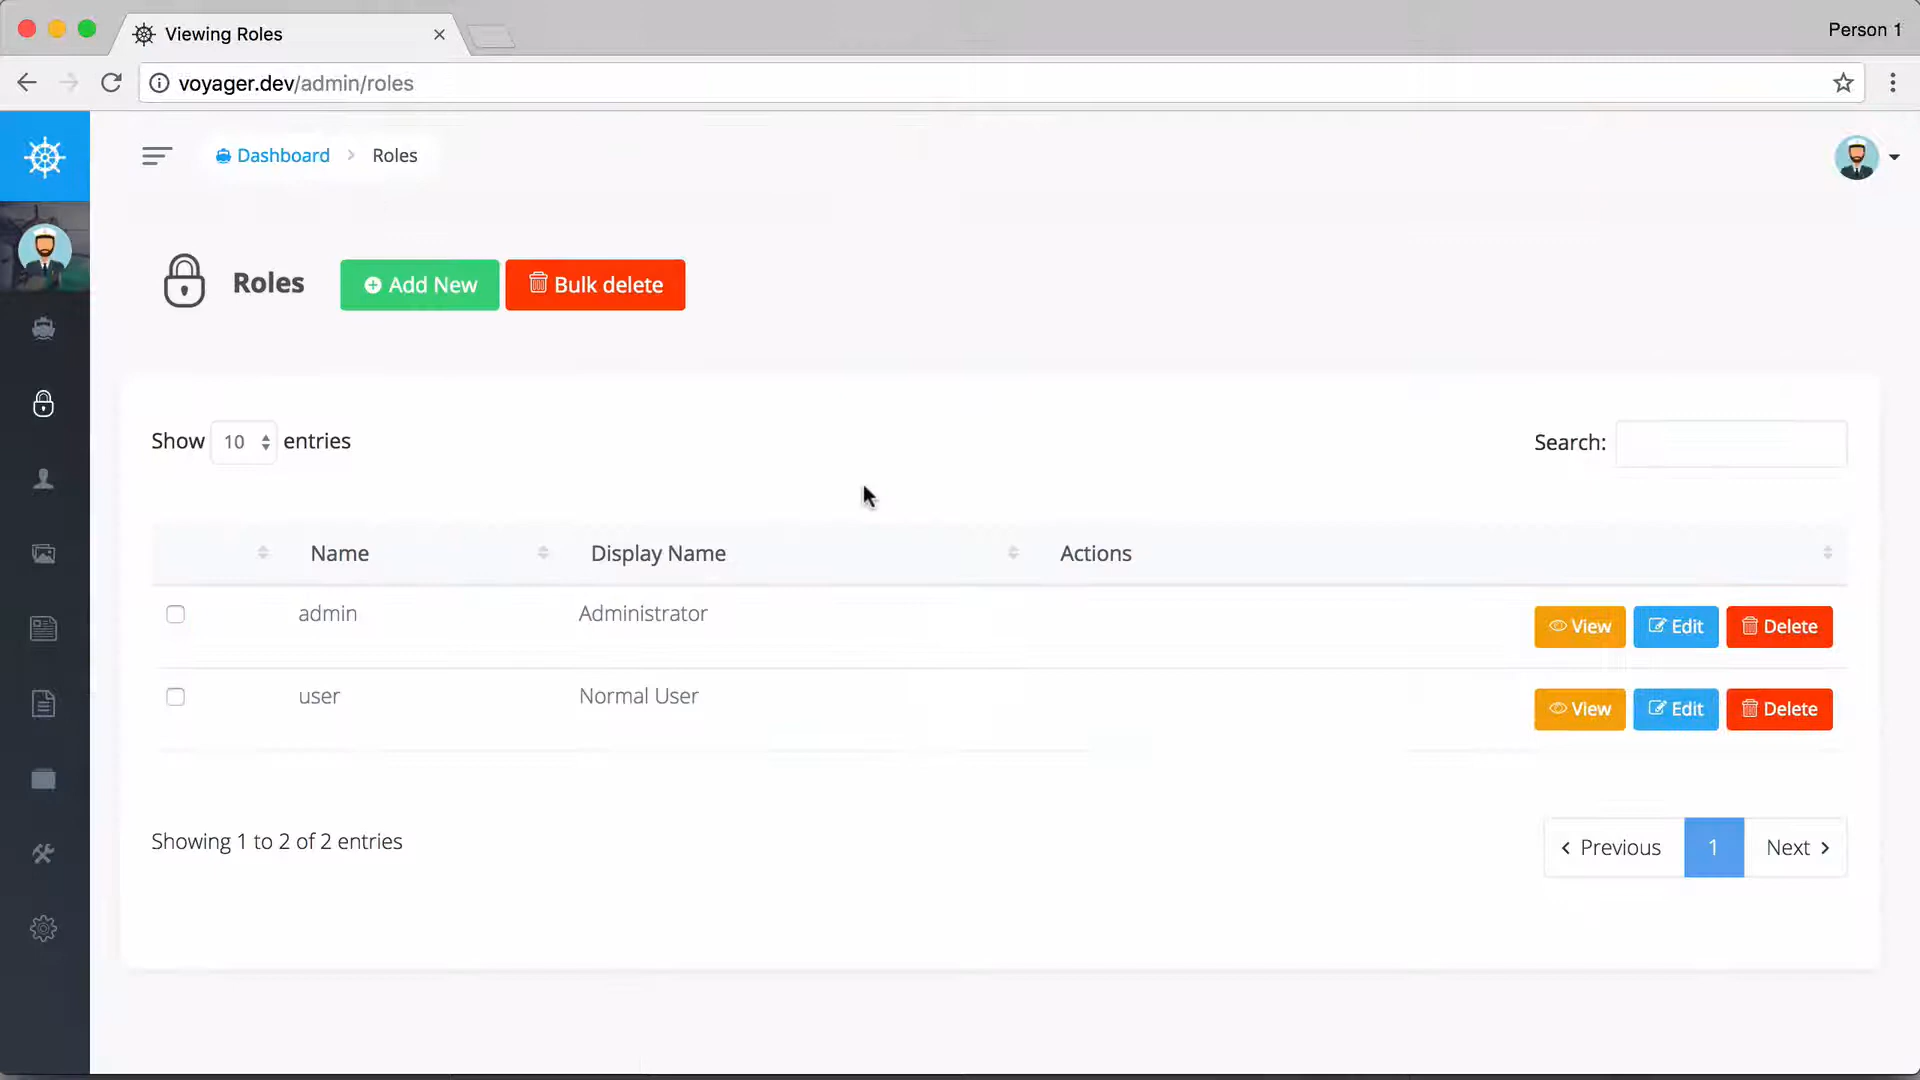 Viewing Roles
Person 1
voyager.dev/admin/roles
Dashboard > Roles
Roles
Add New
Bulk delete
Show 10 entries
Search:
Name Display Name Actions
admin Administrator View Edit Delete
user Normal User View Edit Delete
Showing 1 to 2 of 2 entries
Previous 1 Next